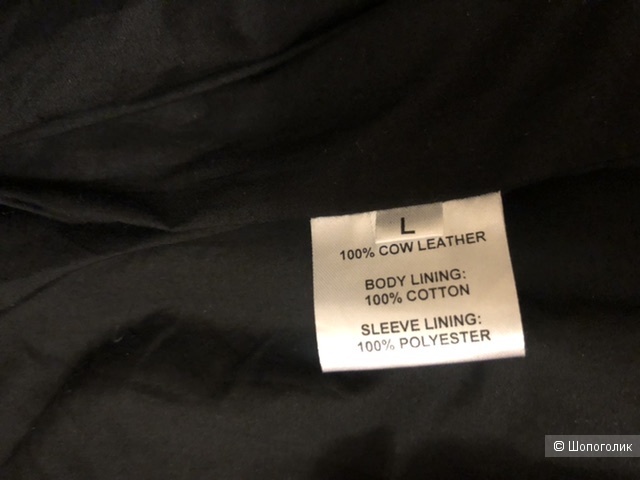 L
100% COW LEATHER
BODY LINING:
100% COTTON
SLEEVE LINING:
100% POLYESTER
© Шопоголик